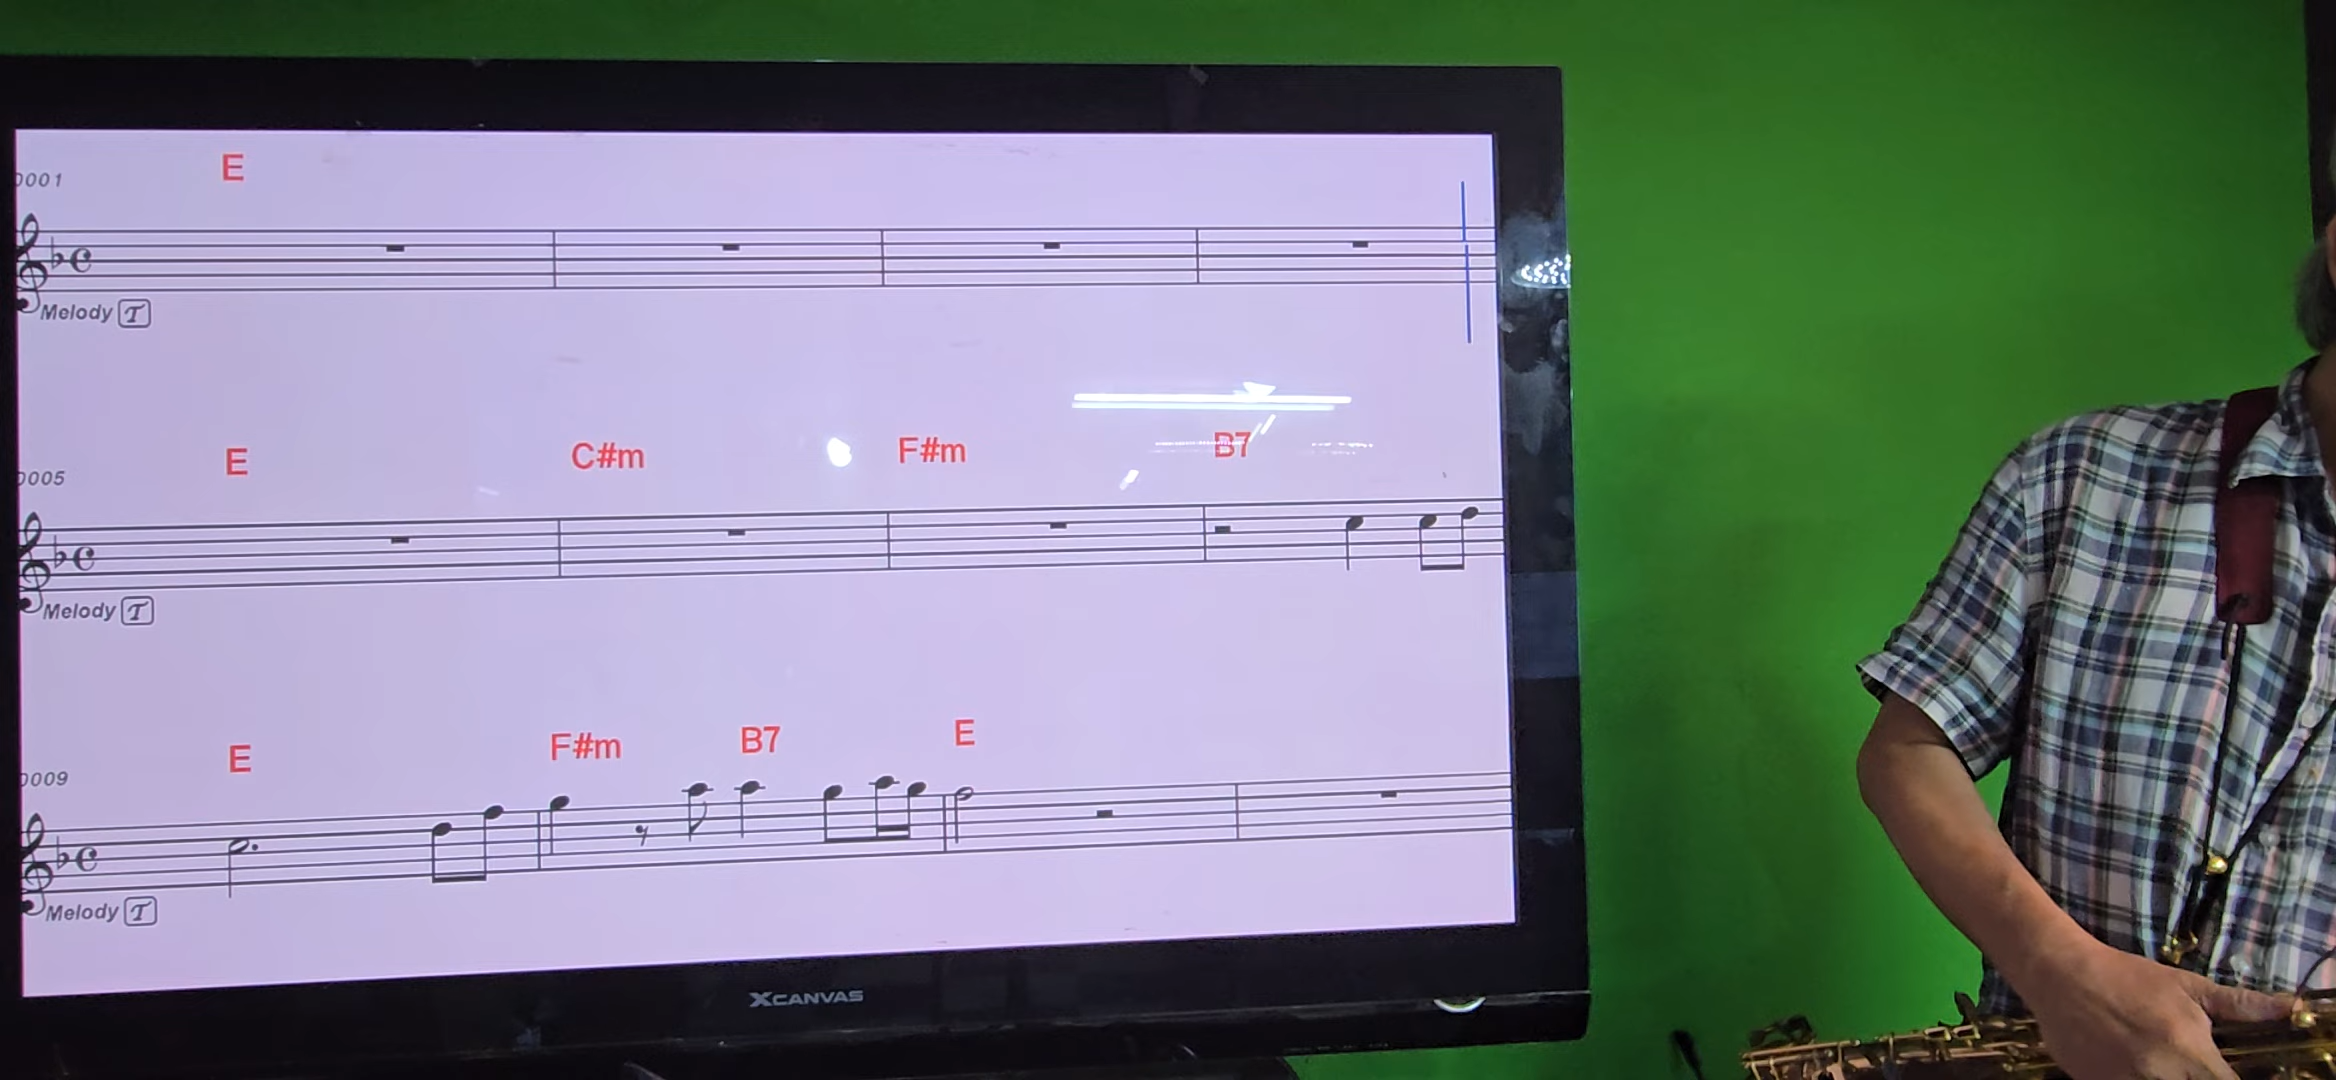 E
0001
Melody T
E C#m F#m B7
0005
Melody T
E F#m B7 E
0009
Melody T
XCANVAS